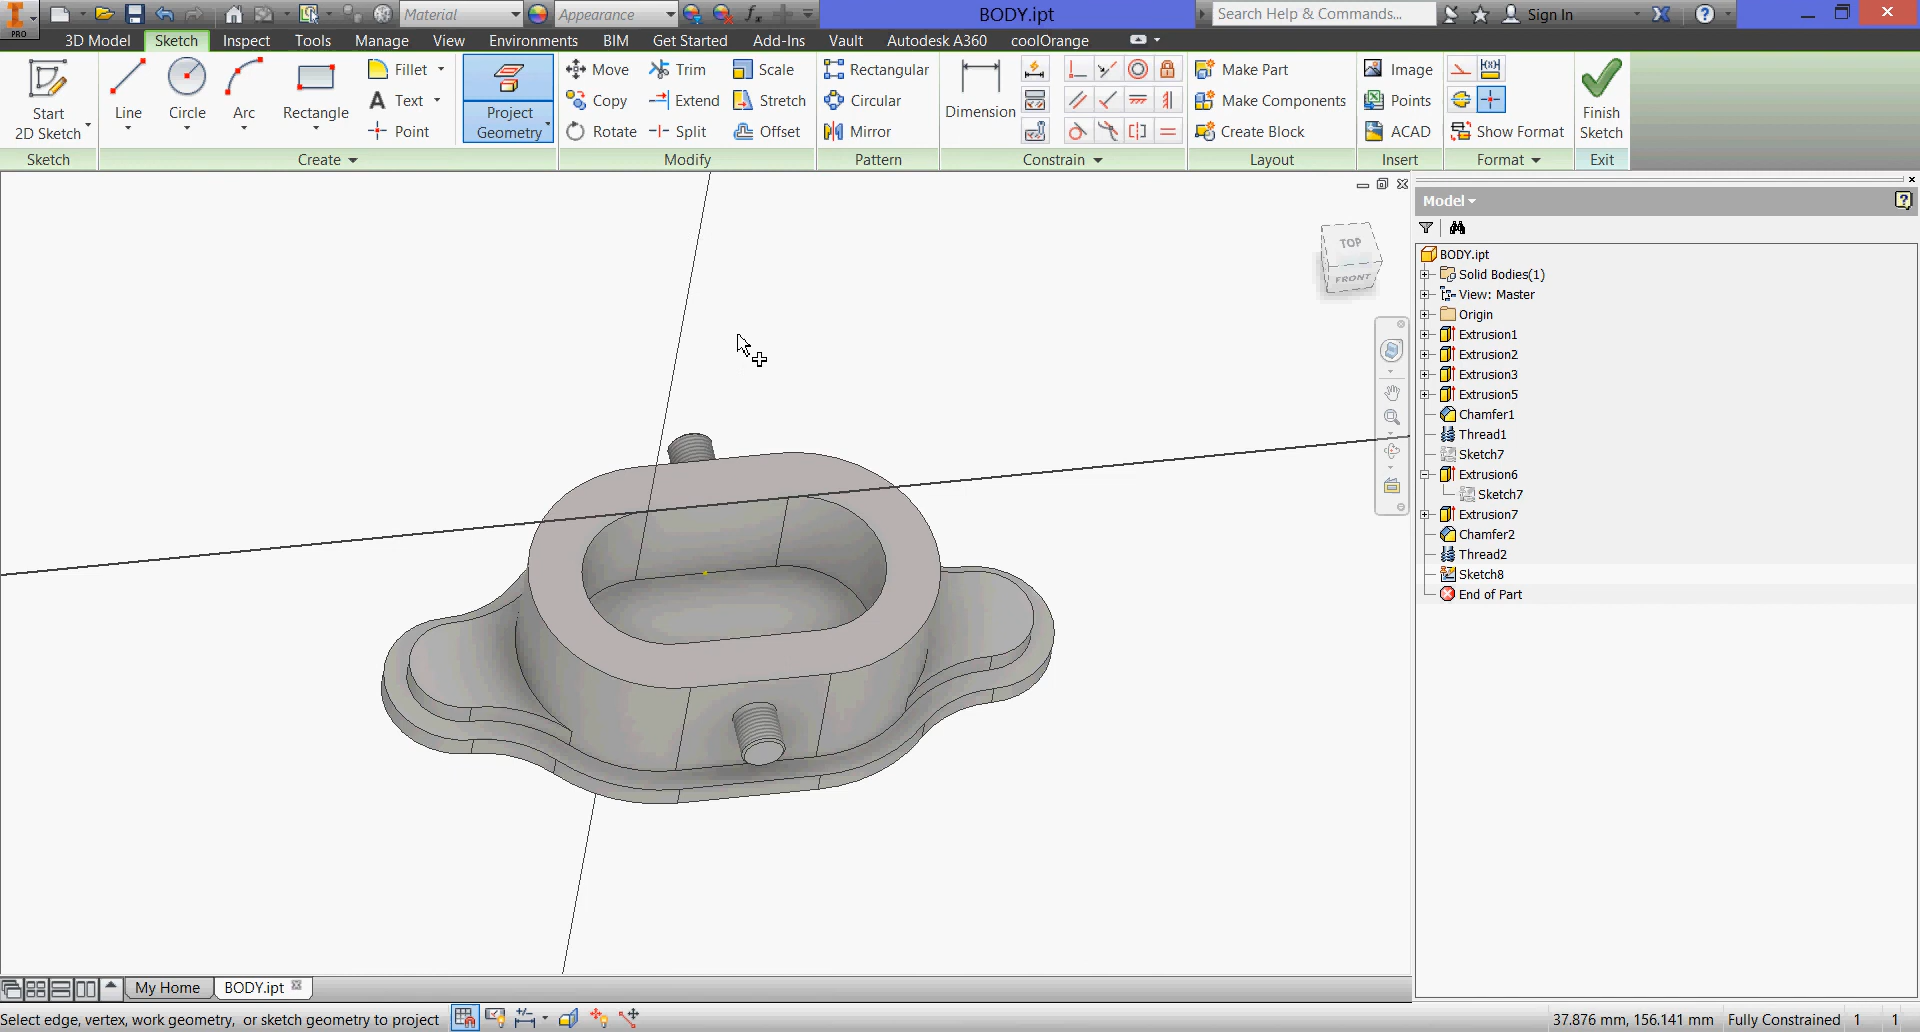 PRO
Material
Appearance
BODY.ipt
Search Help & Commands...
Sign In
3D Model
Sketch
Inspect
Tools
Manage
View
Environments
BIM
Get Started
Add-Ins
Vault
Autodesk A360
coolOrange
Start
2D Sketch
Line
Circle
Arc
Rectangle
Fillet
Text
Point
Project
Geometry
Move
Copy
Rotate
Trim
Extend
Split
Scale
Stretch
Offset
Rectangular
Circular
Mirror
Dimension
Make Part
Make Components
Create Block
Image
Points
ACAD
Show Format
Finish
Sketch
Sketch
Create
Modify
Pattern
Constrain
Layout
Insert
Format
Exit
TOP
FRONT
Model
BODY.ipt
Solid Bodies(1)
View: Master
Origin
Extrusion1
Extrusion2
Extrusion3
Extrusion5
Chamfer1
Thread1
Sketch7
Extrusion6
Sketch7
Extrusion7
Chamfer2
Thread2
Sketch8
End of Part
My Home
BODY.ipt
Select edge, vertex, work geometry, or sketch geometry to project
37.876 mm, 156.141 mm
Fully Constrained
1
1